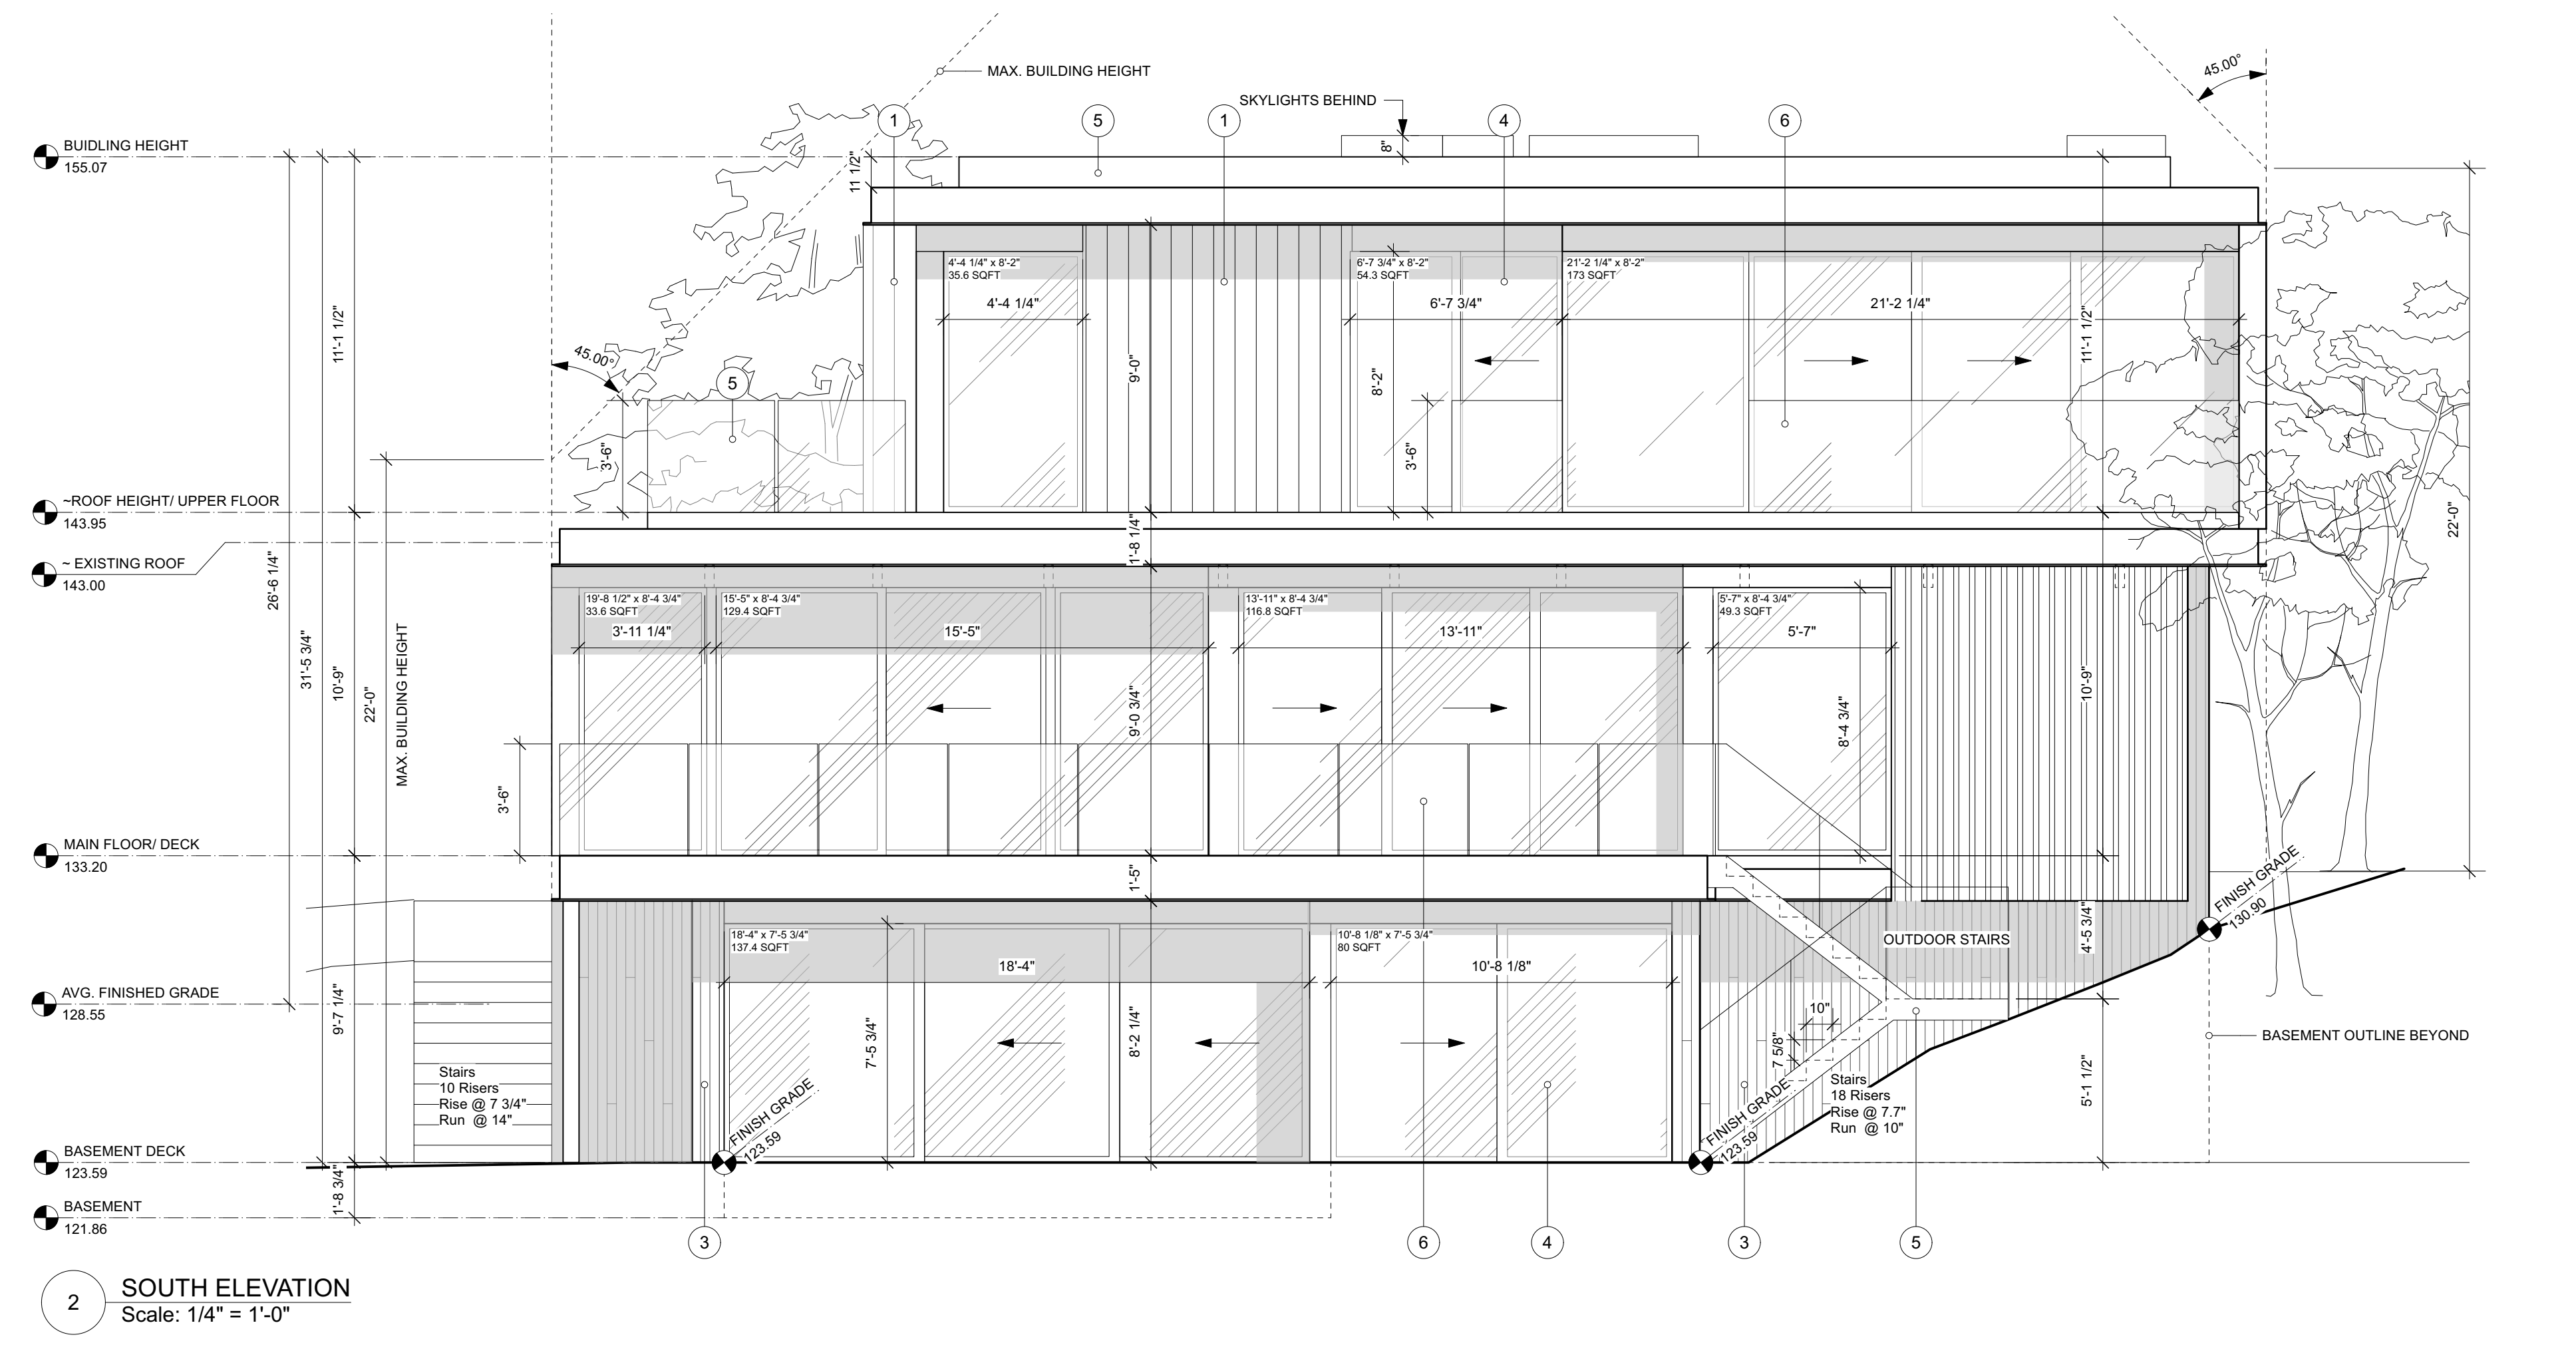 MAX. BUILDING HEIGHT
45.00°
SKYLIGHTS BEHIND
1
5
1
4
6
BUIDLING HEIGHT
155.07
8"
11 1/2"
4'-4 1/4" x 8'-2"
35.6 SQFT
6'-7 3/4" x 8'-2"
54.3 SQFT
21'-2 1/4" x 8'-2"
173 SQFT
4'-4 1/4"
6'-7 3/4"
21'-2 1/4"
11'-1 1/2"
11'-1 1/2"
45.00°
5
9'-0"
8'-2"
3'-6"
3'-6"
~ROOF HEIGHT/ UPPER FLOOR
143.95
1'-8 1/4"
22'-0"
~ EXISTING ROOF
143.00
26'-6 1/4"
19'-8 1/2" x 8'-4 3/4"
33.6 SQFT
15'-5" x 8'-4 3/4"
129.4 SQFT
13'-11" x 8'-4 3/4"
116.8 SQFT
5'-7" x 8'-4 3/4"
49.3 SQFT
3'-11 1/4"
15'-5"
13'-11"
5'-7"
31'-5 3/4"
10'-9"
22'-0"
MAX. BUILDING HEIGHT
9'-0 3/4"
8'-4 3/4"
10'-9"
3'-6"
MAIN FLOOR/ DECK
133.20
1'-5"
FINISH GRADE
130.90
18'-4" x 7'-5 3/4"
137.4 SQFT
10'-8 1/8" x 7'-5 3/4"
80 SQFT
OUTDOOR STAIRS
4'-5 3/4"
18'-4"
10'-8 1/8"
AVG. FINISHED GRADE
128.55
9'-7 1/4"
7'-5 3/4"
8'-2 1/4"
10"
7 5/8"
BASEMENT OUTLINE BEYOND
Stairs
10 Risers
Rise @ 7 3/4"
Run @ 14"
Stairs
18 Risers
Rise @ 7.7"
Run @ 10"
5'-1 1/2"
FINISH GRADE
123.59
FINISH GRADE
123.59
BASEMENT DECK
123.59
1'-8 3/4"
BASEMENT
121.86
3
6
4
3
5
2
SOUTH ELEVATION
Scale: 1/4" = 1'-0"